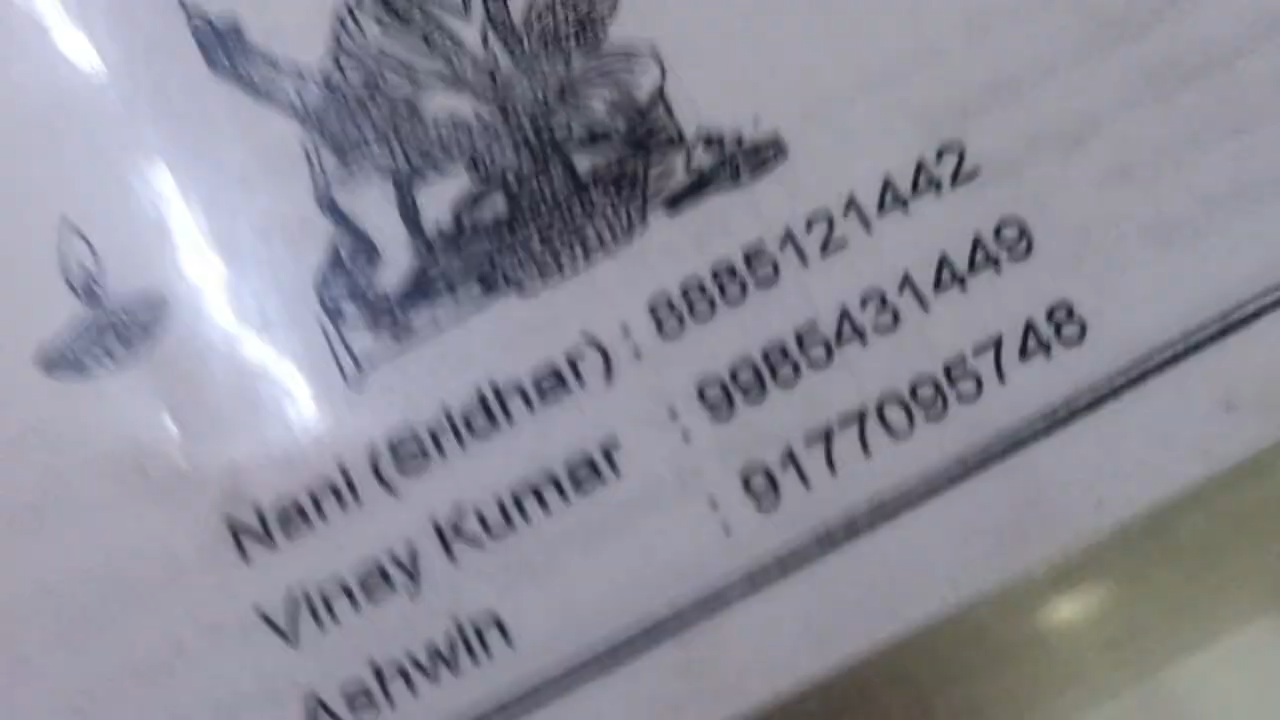 Nani (Sridhar) : 8885121442
Vinay Kumar : 9985431449
Ashwin : 9177095748